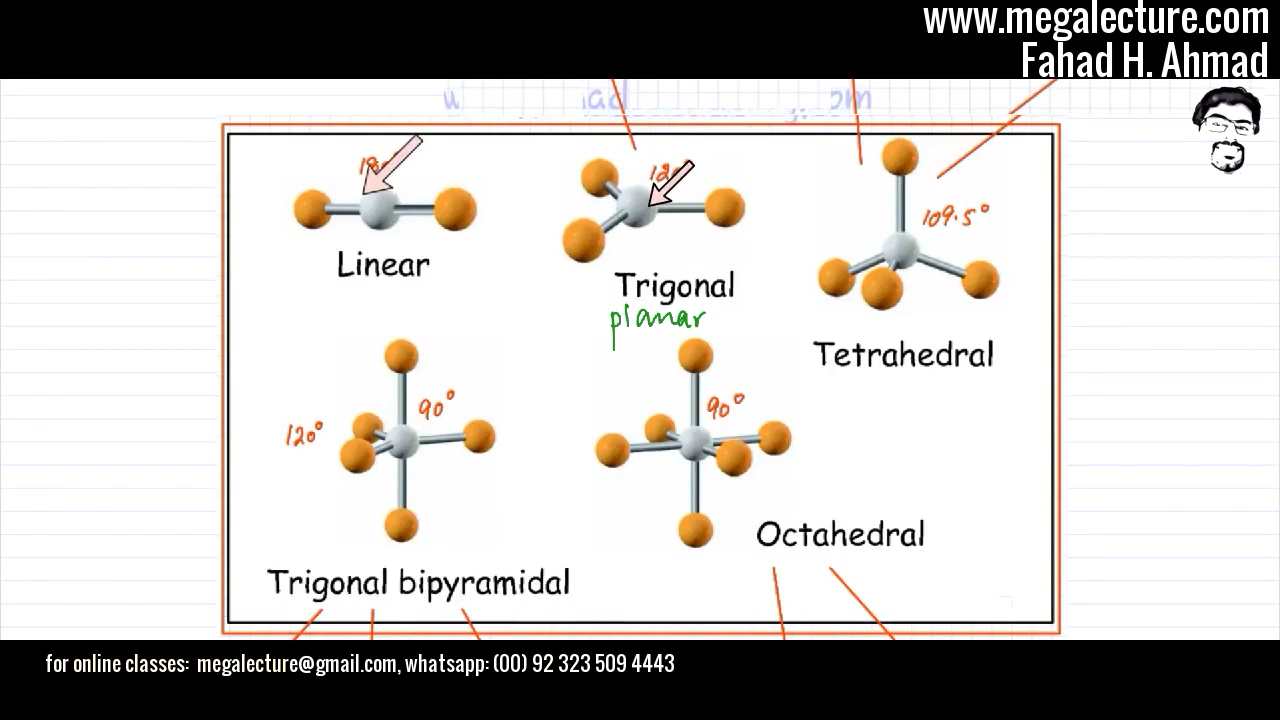 www.megalecture.com
Fahad H. Ahmad
109.5°
Linear
Trigonal
planar
Tetrahedral
90°
120°
90°
Octahedral
Trigonal bipyramidal
for online classes: megalecture@gmail.com, whatsapp: (00) 92 323 509 4443